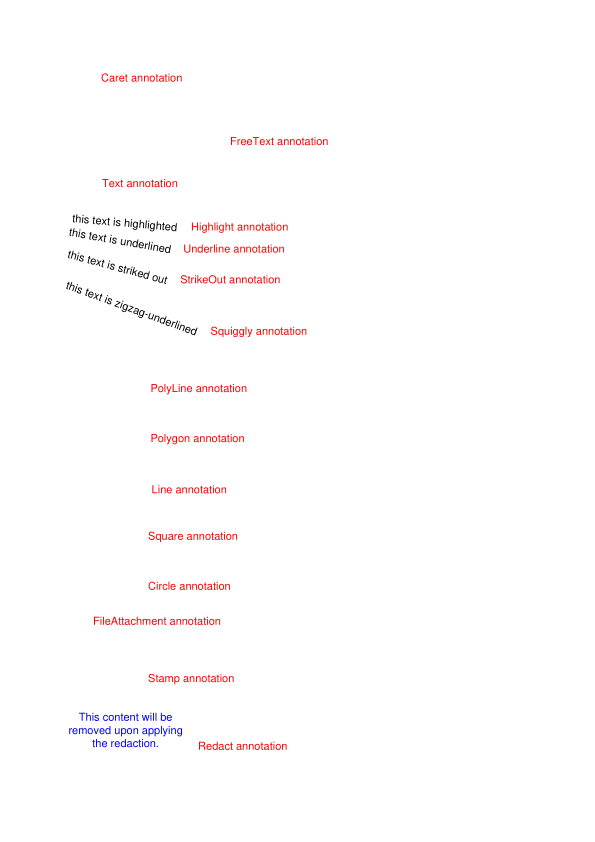 Caret annotation
FreeText annotation
Text annotation
this text is highlighted
Highlight annotation
this text is underlined
Underline annotation
this text is striked out
StrikeOut annotation
this text is zigzag-underlined
Squiggly annotation
PolyLine annotation
Polygon annotation
Line annotation
Square annotation
Circle annotation
FileAttachment annotation
Stamp annotation
This content will be
removed upon applying
the redaction.
Redact annotation